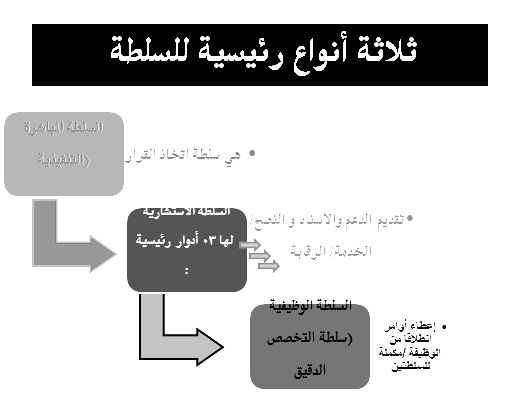 ثلاثة أنواع رئيسية للسلطة
السلطة المباشرة
(التنفيذية
• هي سلطة اتخاذ القرار
السلطة الاستشارية
لها ٠٣ أدوار رئيسية
:
• تقديم الدعم والاسناد و النصح/
الخدمة/ الرقابة
السلطة الوظيفية
(سلطة التخصص
الدقيق
• إعطاء أوامر
انطلاقا من
الوظيفة /مكملة
للسلطتين